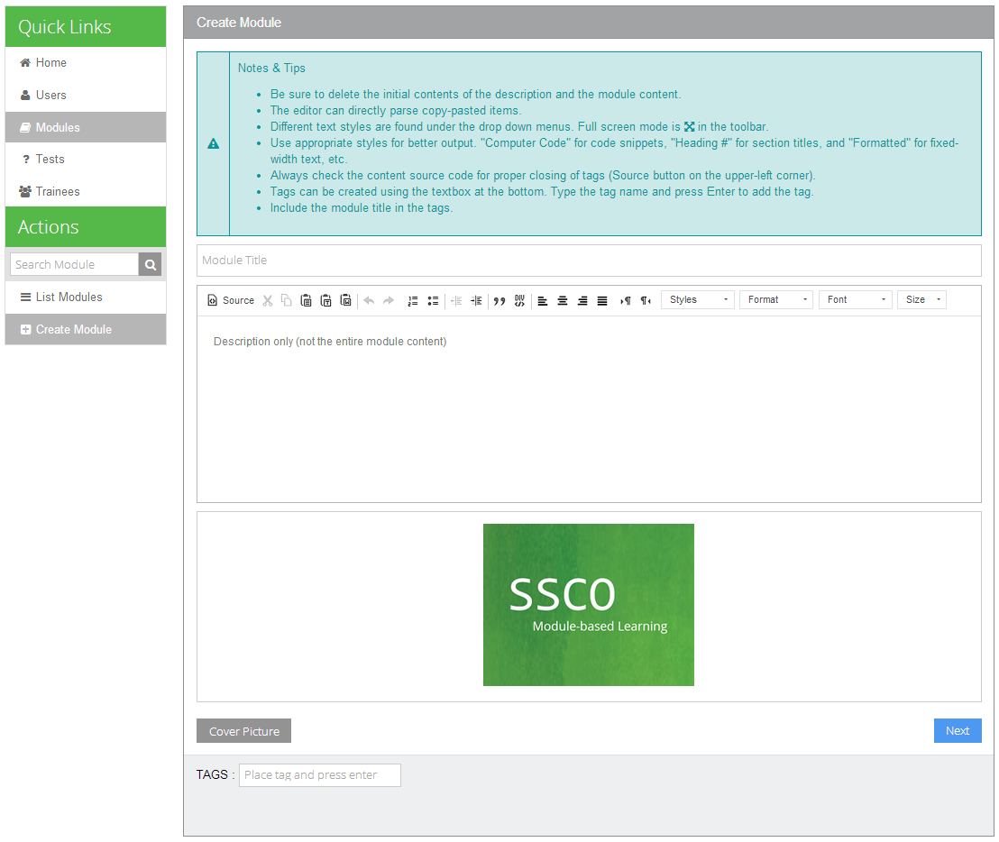 Quick Links
Home
Users
Modules
? Tests
Trainees
Actions
Search Module
List Modules
Create Module
Create Module
Notes & Tips
• Be sure to delete the initial contents of the description and the module content.
• The editor can directly parse copy-pasted items.
• Different text styles are found under the drop down menus. Full screen mode is in the toolbar.
• Use appropriate styles for better output. "Computer Code" for code snippets, "Heading #" for section titles, and "Formatted" for fixed-
width text, etc.
• Always check the content source code for proper closing of tags (Source button on the upper-left corner).
• Tags can be created using the textbox at the bottom. Type the tag name and press Enter to add the tag.
• Include the module title in the tags.
Module Title
Source Styles Format Font Size
Description only (not the entire module content)
SSCO
Module-based Learning
Cover Picture
Next
TAGS : Place tag and press enter